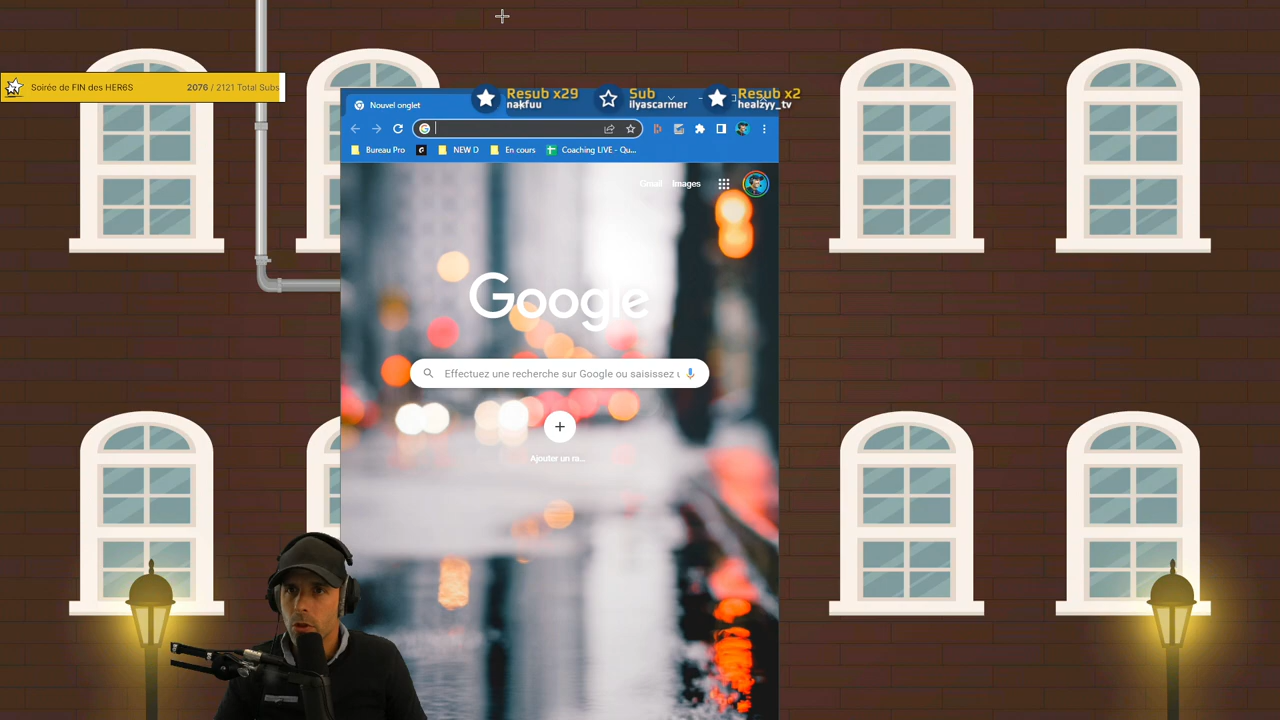 Resub x29
nakfuu
Sub
Ilyascarmer
Resub x2
healzyy_tv
Soirée de FIN des HER6S
2076 / 2121 Total Subs
Nouvel onglet
Bureau Pro
NEW D
En cours
Coaching LIVE - Qu...
Gmail
Images
Google
Effectuez une recherche sur Google ou saisissez u
Ajouter un ra...